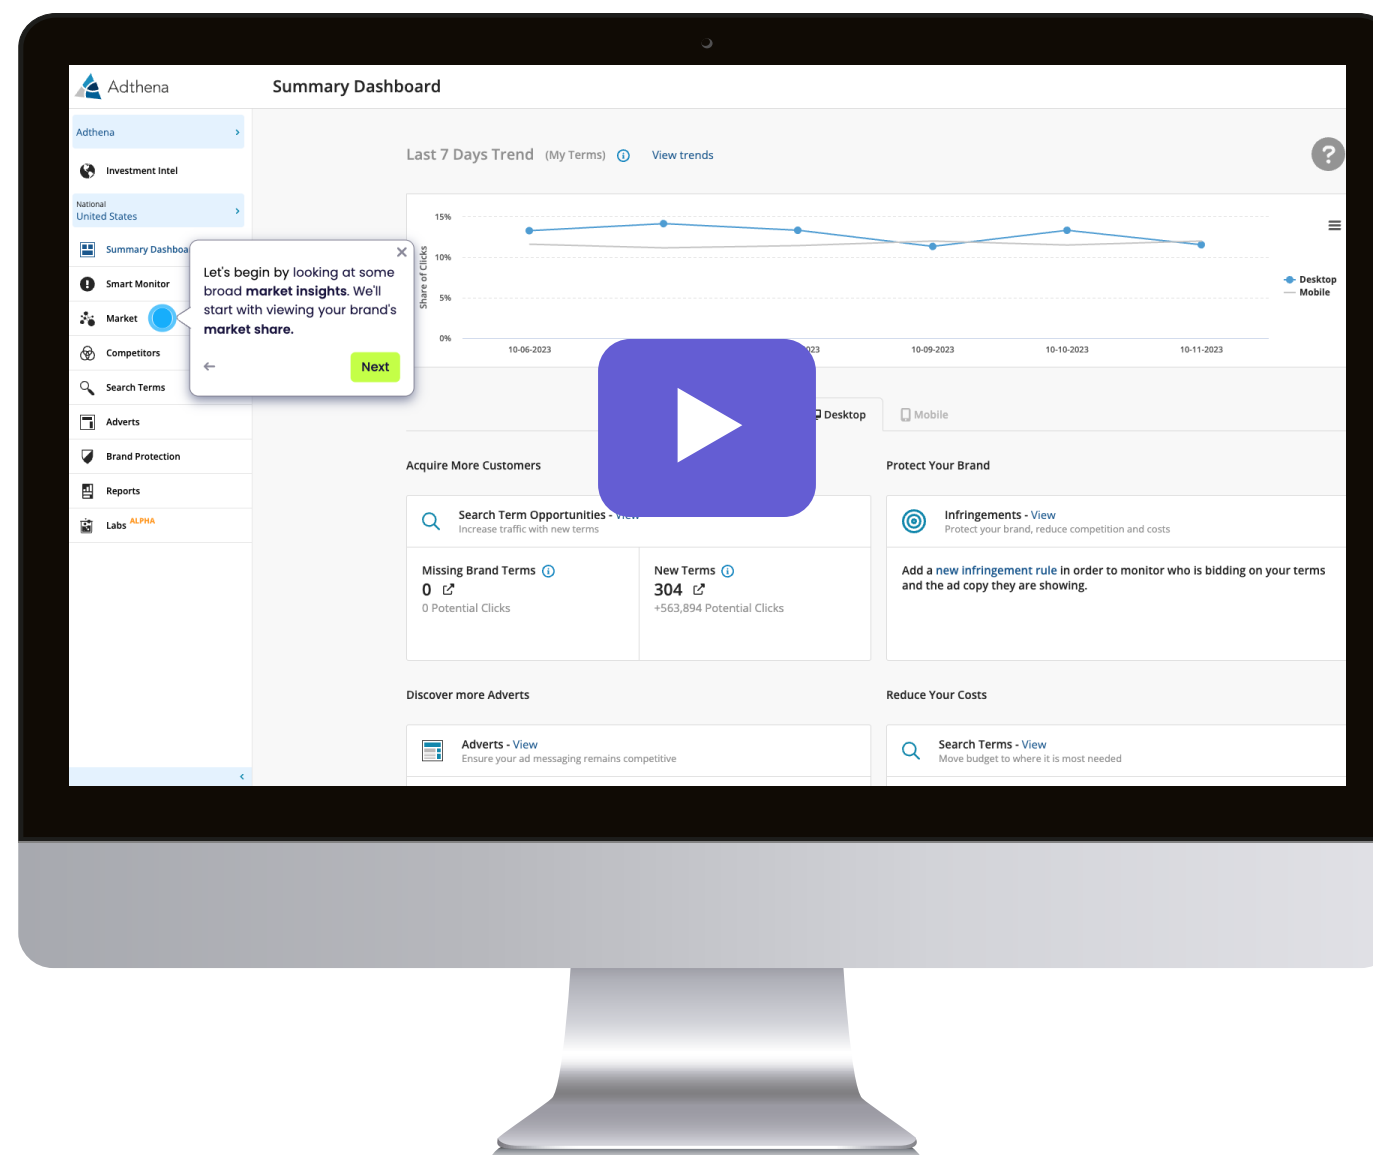 Adthena
Summary Dashboard
Adthena
Investment Intel
National
United States
Summary Dashboa
Smart Monitor
Market
Competitors
Search Terms
Adverts
Brand Protection
Reports
Labs ALPHA
Let's begin by looking at some
broad market insights. We'll
start with viewing your brand's
market share.
Next
Last 7 Days Trend (My Terms) View trends
?
Share of Clicks
15%
10%
5%
0%
10-06-2023
23
10-09-2023
10-10-2023
10-11-2023
Desktop
Mobile
Desktop
Mobile
Acquire More Customers
Search Term Opportunities - View
Increase traffic with new terms
Missing Brand Terms
0
0 Potential Clicks
New Terms
304
+563,894 Potential Clicks
Protect Your Brand
Infringements - View
Protect your brand, reduce competition and costs
Add a new infringement rule in order to monitor who is bidding on your terms
and the ad copy they are showing.
Discover more Adverts
Adverts - View
Ensure your ad messaging remains competitive
Reduce Your Costs
Search Terms - View
Move budget to where it is most needed